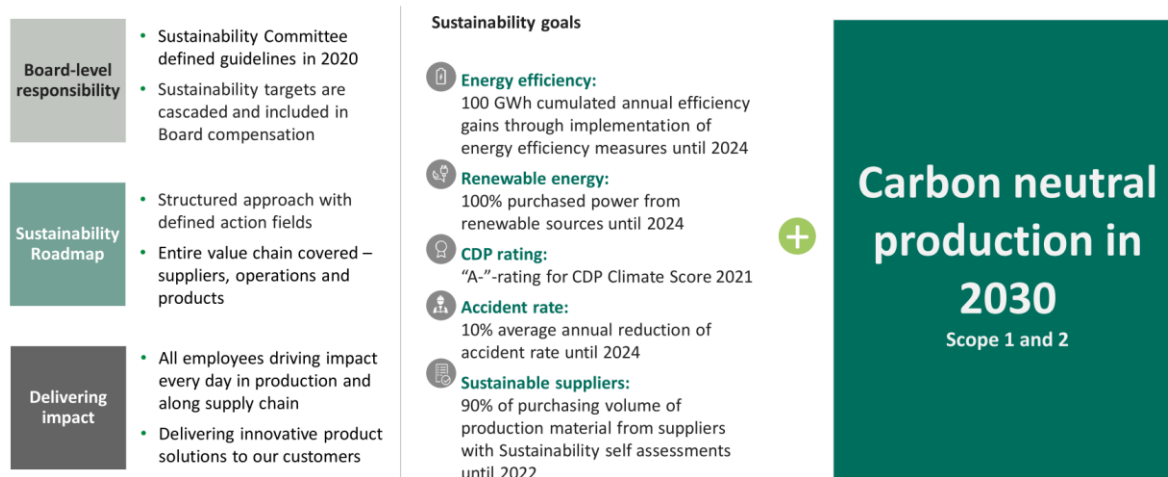 Board-level
responsibility
• Sustainability Committee
defined guidelines in 2020
• Sustainability targets are
cascaded and included in
Board compensation
Sustainability
Roadmap
• Structured approach with
defined action fields
• Entire value chain covered –
suppliers, operations and
products
Delivering
impact
• All employees driving impact
every day in production and
along supply chain
• Delivering innovative product
solutions to our customers
Sustainability goals
Energy efficiency:
100 GWh cumulated annual efficiency
gains through implementation of
energy efficiency measures until 2024
Renewable energy:
100% purchased power from
renewable sources until 2024
CDP rating:
“A-”-rating for CDP Climate Score 2021
Accident rate:
10% average annual reduction of
accident rate until 2024
Sustainable suppliers:
90% of purchasing volume of
production material from suppliers
with Sustainability self assessments
until 2022
+
Carbon neutral
production in
2030
Scope 1 and 2